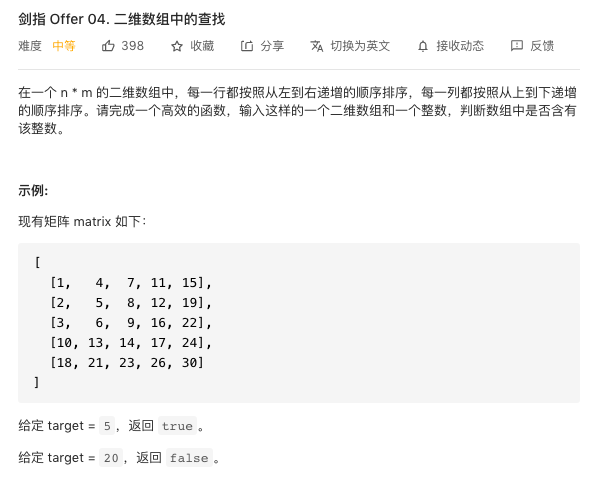 剑指 Offer 04. 二维数组中的查找
难度 中等 398 收藏 分享 切换为英文 接收动态 反馈
在一个 n * m 的二维数组中，每一行都按照从左到右递增的顺序排序，每一列都按照从上到下递增
的顺序排序。请完成一个高效的函数，输入这样的一个二维数组和一个整数，判断数组中是否含有
该整数。
示例:
现有矩阵 matrix 如下：
[
[1, 4, 7, 11, 15],
[2, 5, 8, 12, 19],
[3, 6, 9, 16, 22],
[10, 13, 14, 17, 24],
[18, 21, 23, 26, 30]
]
给定 target = 5，返回 true 。
给定 target = 20，返回 false 。